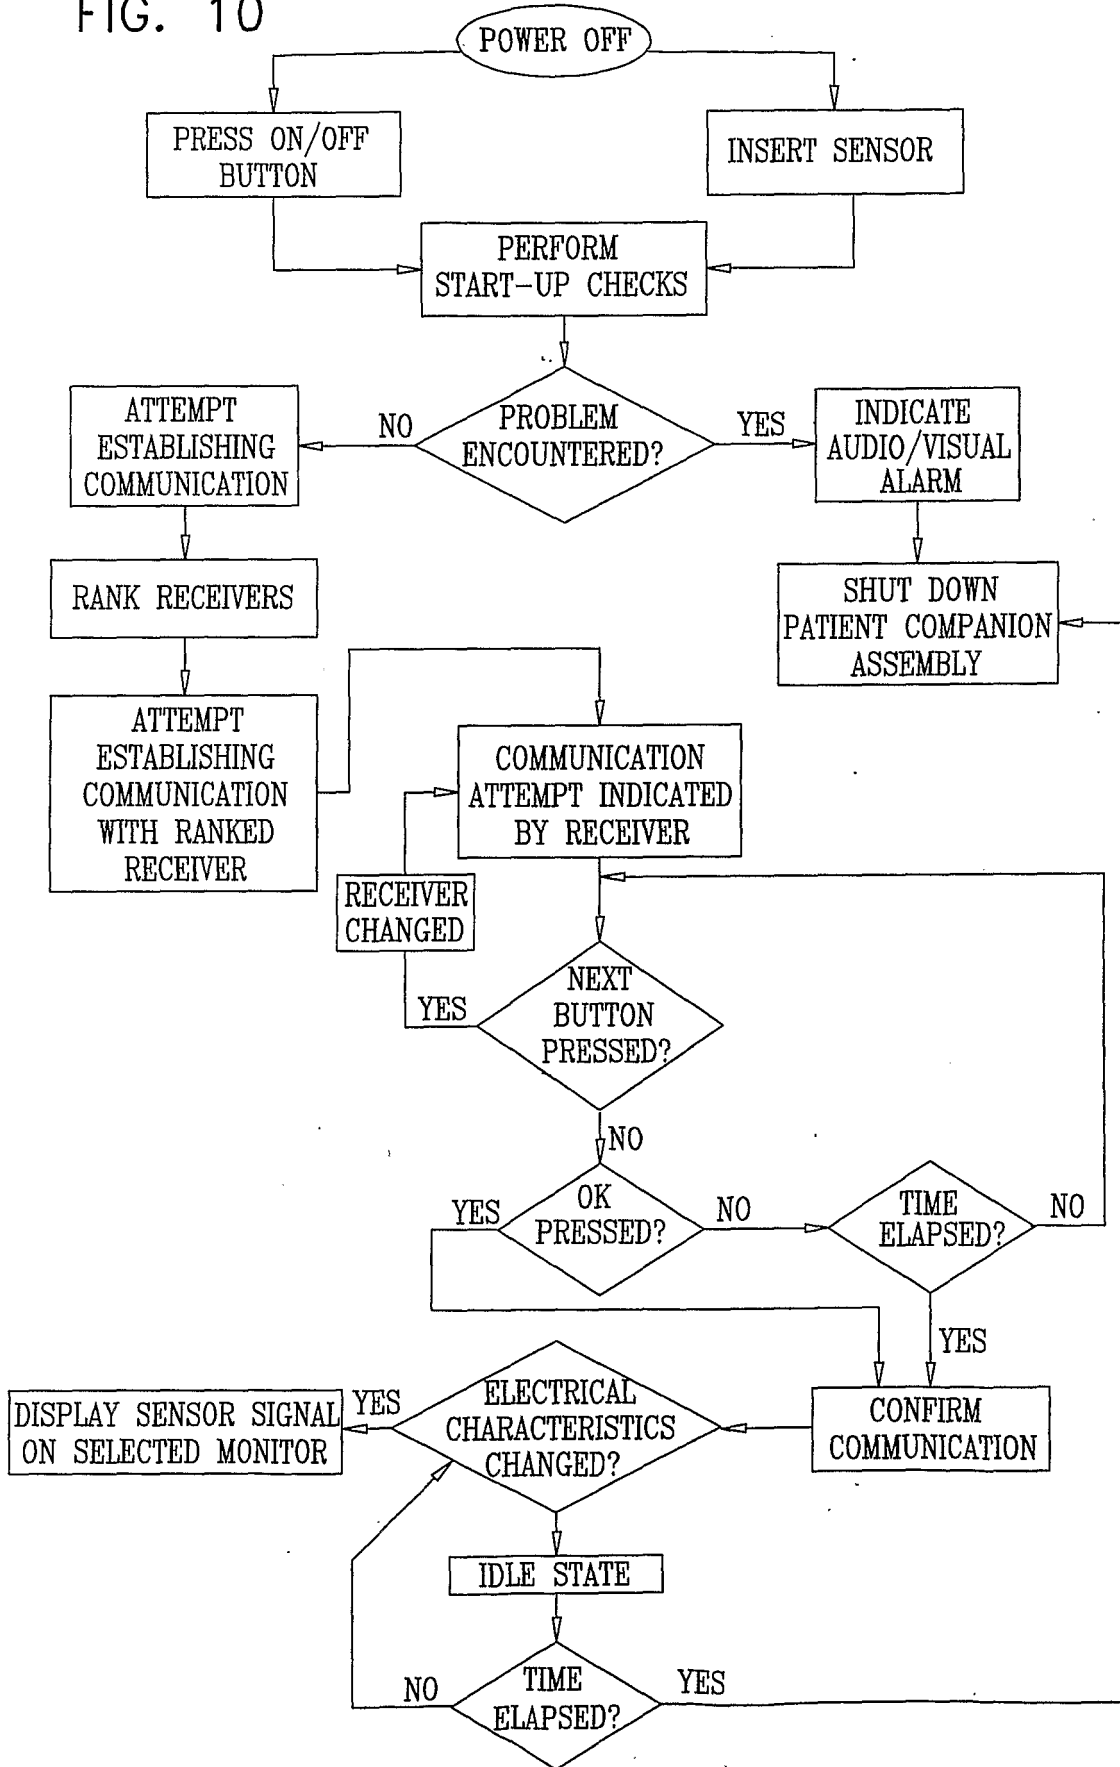 FIG. 10
POWER OFF
PRESS ON/OFF
BUTTON
INSERT SENSOR
PERFORM
START-UP CHECKS
PROBLEM
ENCOUNTERED?
NO
YES
ATTEMPT
ESTABLISHING
COMMUNICATION
INDICATE
AUDIO/VISUAL
ALARM
RANK RECEIVERS
SHUT DOWN
PATIENT COMPANION
ASSEMBLY
ATTEMPT
ESTABLISHING
COMMUNICATION
WITH RANKED
RECEIVER
COMMUNICATION
ATTEMPT INDICATED
BY RECEIVER
RECEIVER
CHANGED
YES
NEXT
BUTTON
PRESSED?
NO
YES
OK
PRESSED?
NO
TIME
ELAPSED?
NO
YES
DISPLAY SENSOR SIGNAL
ON SELECTED MONITOR
YES
ELECTRICAL
CHARACTERISTICS
CHANGED?
CONFIRM
COMMUNICATION
IDLE STATE
NO
TIME
ELAPSED?
YES